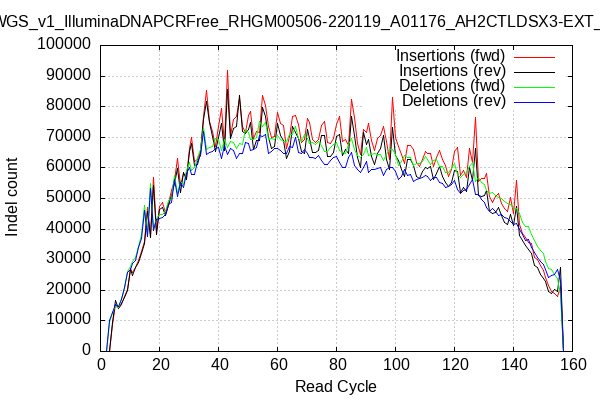 WGS_v1_IlluminaDNAPCRFree_RHGM00506-220119_A01176_AH2CTLDSX3-EXT_
100000
90000
80000
70000
60000
50000
40000
30000
20000
10000
0
Indel count
Insertions (fwd)
Insertions (rev)
Deletions (fwd)
Deletions (rev)
0 20 40 60 80 100 120 140 160
Read Cycle